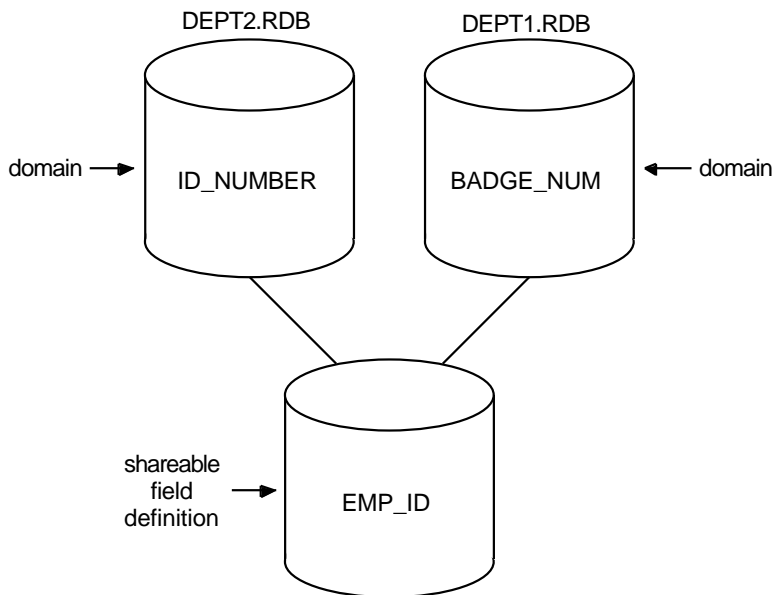 DEPT2.RDB
DEPT1.RDB
domain
ID_NUMBER
BADGE_NUM
domain
shareable
field
definition
EMP_ID